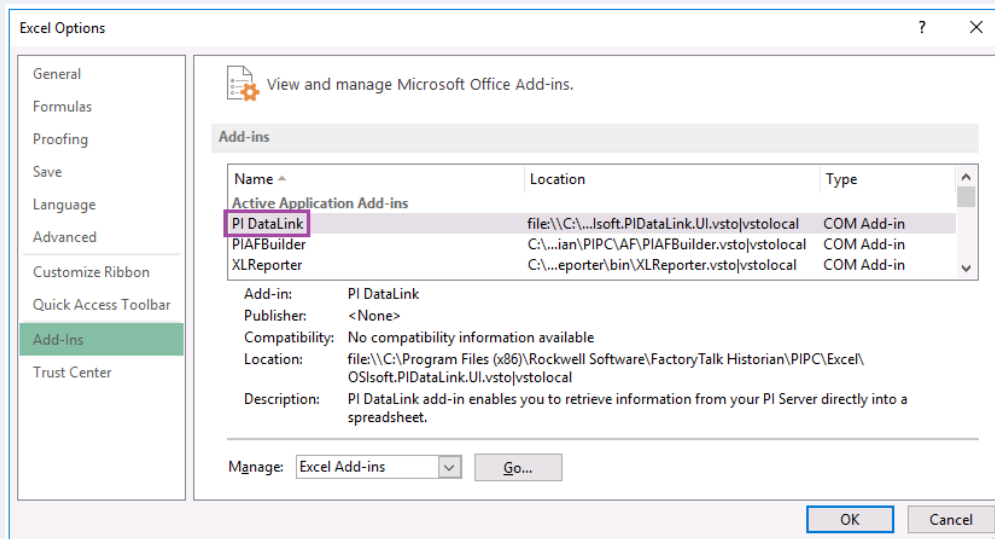 Excel Options
?
General
Formulas
Proofing
Save
Language
Advanced
Customize Ribbon
Quick Access Toolbar
Add-Ins
Trust Center
View and manage Microsoft Office Add-ins.
Add-ins
Name Location Type
Active Application Add-ins
PI DataLink file:\\C:\...lsoft.PIDataLink.UI.vsto|vstolocal COM Add-in
PIAFBuilder C:\...ian\PIPC\AF\PIAFBuilder.vsto|vstolocal COM Add-in
XLReporter C:\...eporter\bin\XLReporter.vsto|vstolocal COM Add-in
Add-in: PI DataLink
Publisher: <None>
Compatibility: No compatibility information available
Location: file:\\C:\Program Files (x86)\Rockwell Software\FactoryTalk Historian\PIPC\Excel\
OSIsoft.PIDataLink.UI.vsto|vstolocal
Description: PI DataLink add-in enables you to retrieve information from your PI Server directly into a
spreadsheet.
Manage: Excel Add-ins Go...
OK Cancel